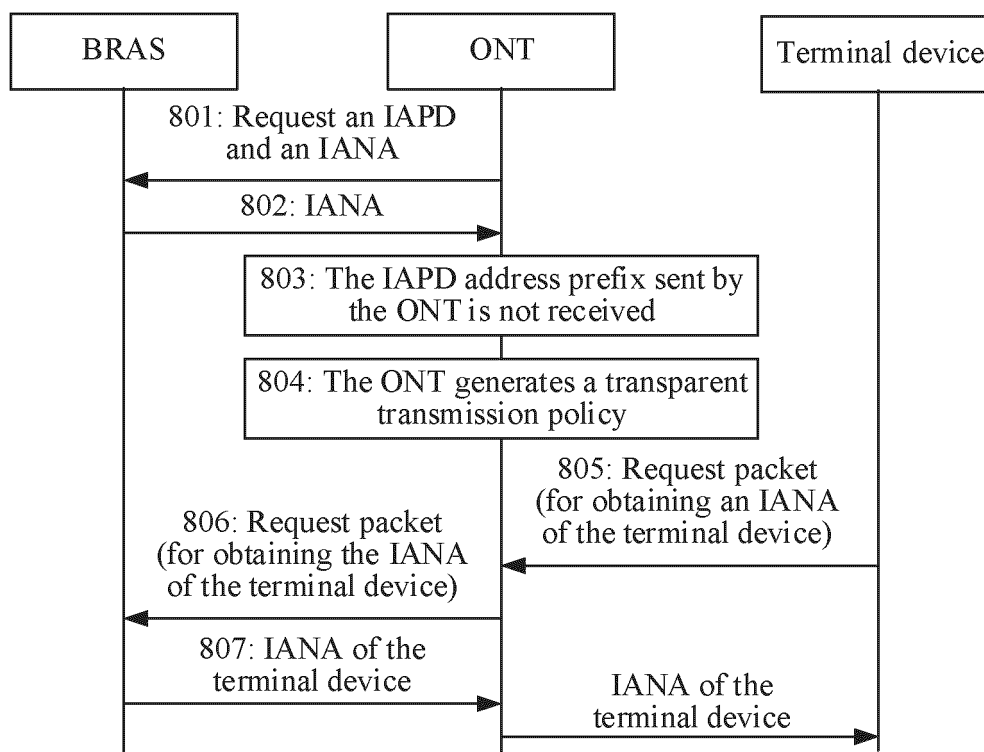 BRAS
ONT
Terminal device
801: Request an IAPD
and an IANA
802: IANA
803: The IAPD address prefix sent by
the ONT is not received
804: The ONT generates a transparent
transmission policy
805: Request packet
(for obtaining an IANA
of the terminal device)
806: Request packet
(for obtaining the IANA
of the terminal device)
807: IANA of the
terminal device
IANA of the
terminal device